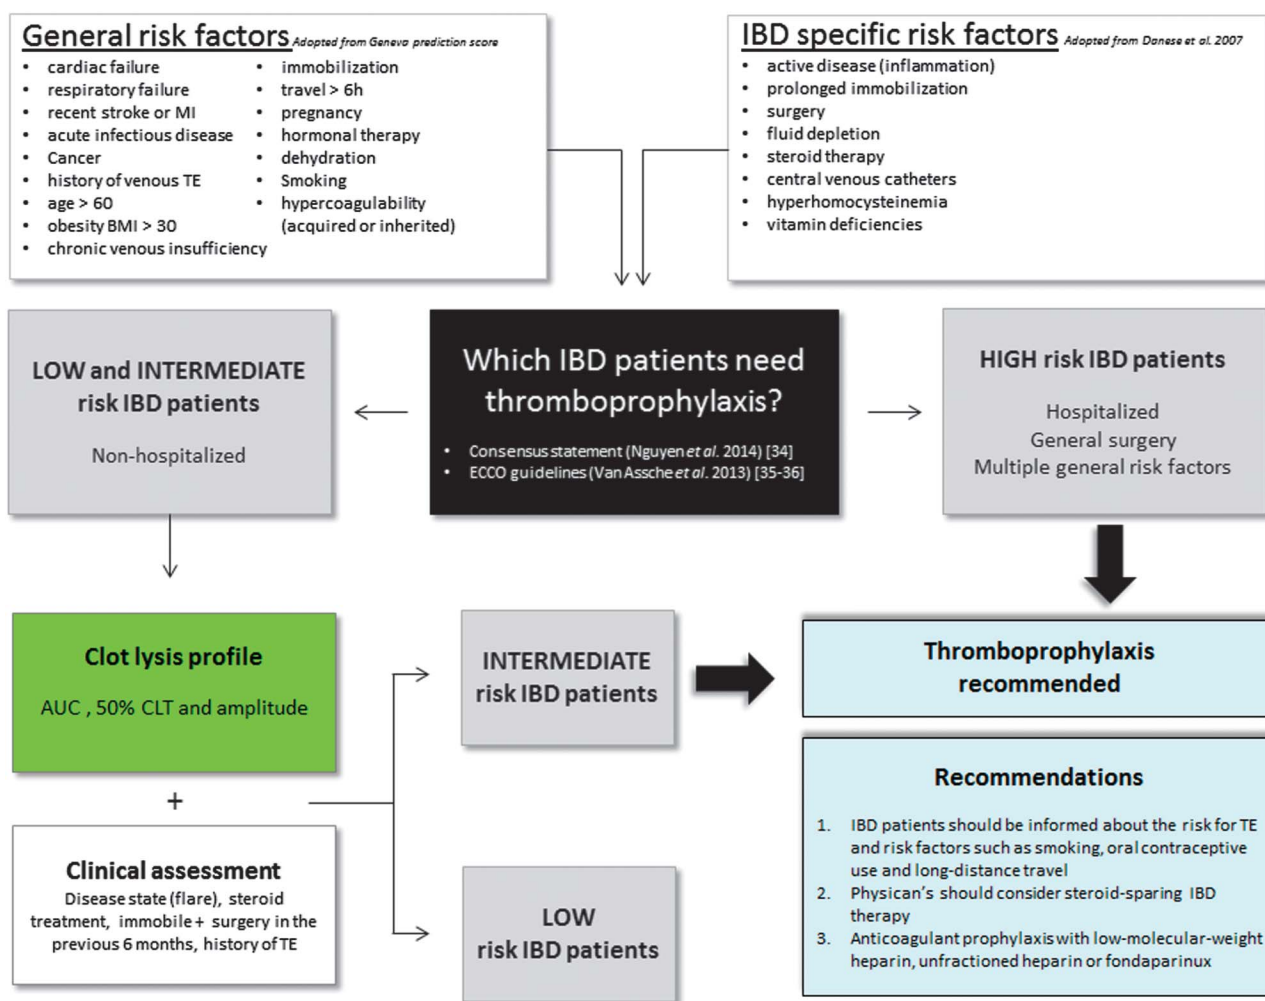 General risk factors Adopted from Geneva prediction score
• cardiac failure
• respiratory failure
• recent stroke or MI
• acute infectious disease
• Cancer
• history of venous TE
• age > 60
• obesity BMI > 30
• chronic venous insufficiency
• immobilization
• travel > 6h
• pregnancy
• hormonal therapy
• dehydration
• Smoking
• hypercoagulability
(acquired or inherited)
IBD specific risk factors Adopted from Danese et al. 2007
• active disease (inflammation)
• prolonged immobilization
• surgery
• fluid depletion
• steroid therapy
• central venous catheters
• hyperhomocysteinemia
• vitamin deficiencies
LOW and INTERMEDIATE
risk IBD patients
Non-hospitalized
Which IBD patients need
thromboprophylaxis?
• Consensus statement (Nguyen et al. 2014) [34]
• ECCO guidelines (Van Assche et al. 2013) [35-36]
HIGH risk IBD patients
Hospitalized
General surgery
Multiple general risk factors
Clot lysis profile
AUC , 50% CLT and amplitude
+
Clinical assessment
Disease state (flare), steroid
treatment, immobile + surgery in the
previous 6 months, history of TE
INTERMEDIATE
risk IBD patients
LOW
risk IBD patients
Thromboprophylaxis
recommended
Recommendations
1. IBD patients should be informed about the risk for TE
and risk factors such as smoking, oral contraceptive
use and long-distance travel
2. Physican's should consider steroid-sparing IBD
therapy
3. Anticoagulant prophylaxis with low-molecular-weight
heparin, unfractioned heparin or fondaparinux